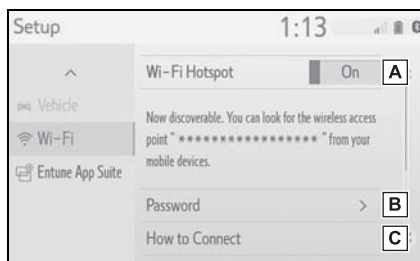 Setup
1:13
Vehicle
Wi-Fi
Entune App Suite
Wi-Fi Hotspot
On
A
Now discoverable. You can look for the wireless access
point " ****************** " from your
mobile devices.
Password
B
How to Connect
C